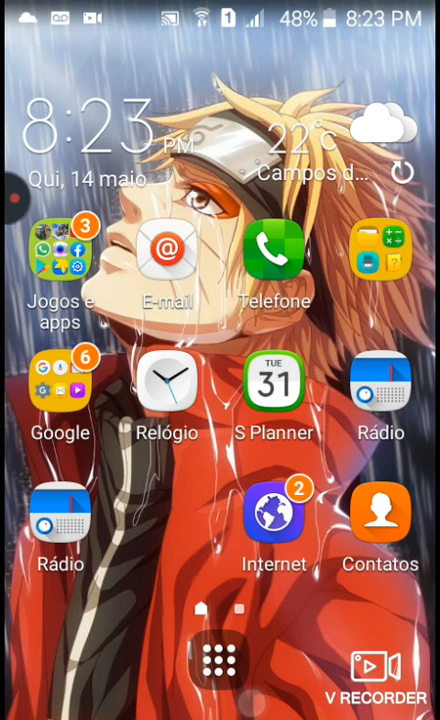 1 48% 8:23 PM
8:23 PM
22°c
Qui, 14 maio Campos d...
3
@
Jogos e apps E-mail Telefone
6
G
TUE
31
Google Relógio S Planner Rádio
2
Rádio Internet Contatos
V RECORDER